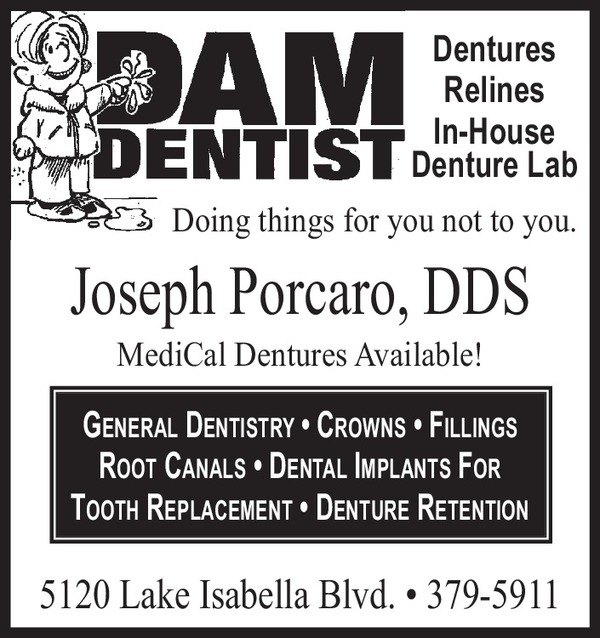 DAM
DENTIST
Dentures
Relines
In-House
Denture Lab
Doing things for you not to you.
Joseph Porcaro, DDS
MediCal Dentures Available!
GENERAL DENTISTRY • CROWNS • FILLINGS
ROOT CANALS • DENTAL IMPLANTS FOR
TOOTH REPLACEMENT • DENTURE RETENTION
5120 Lake Isabella Blvd. • 379-5911